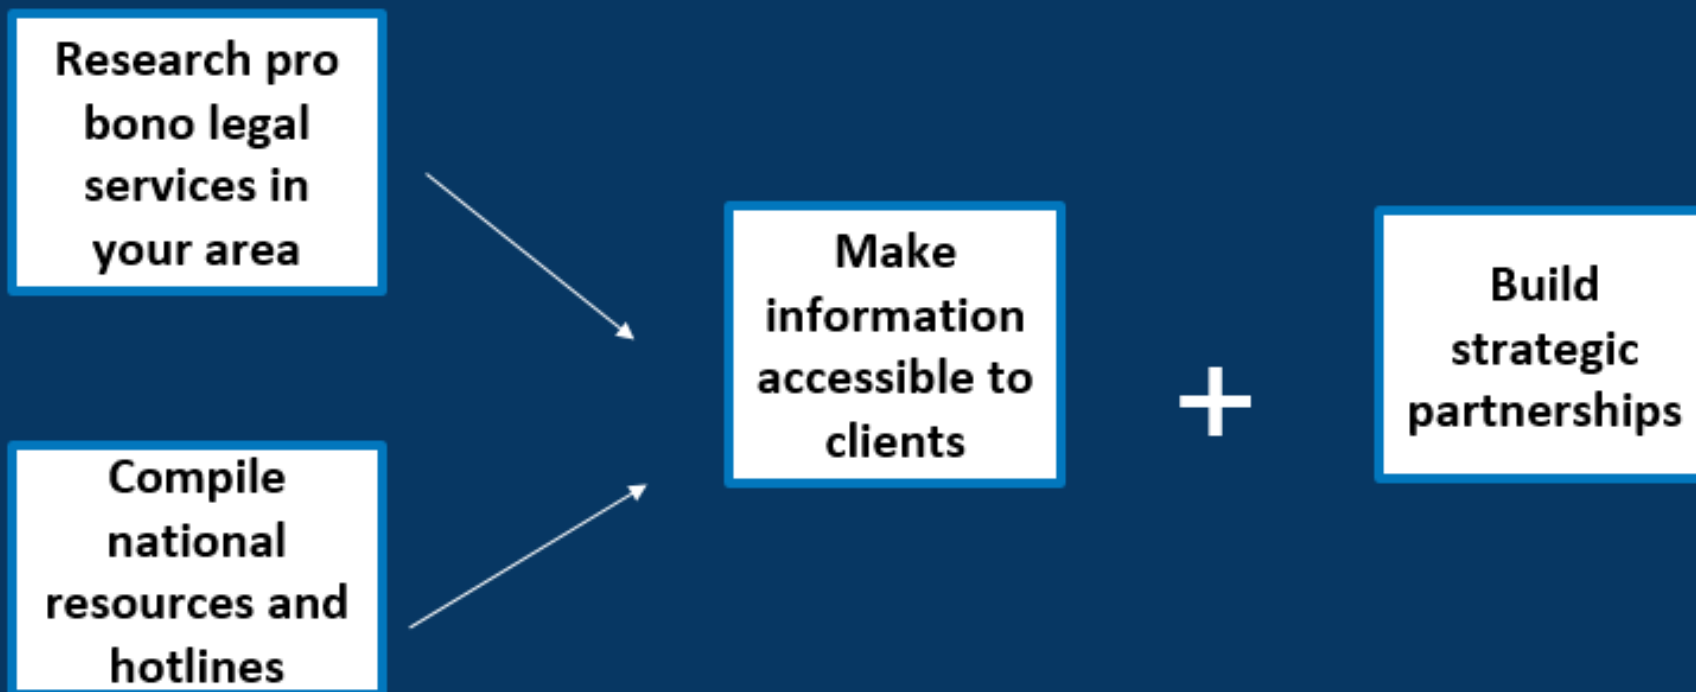 Research pro
bono legal
services in
your area
Compile
national
resources and
hotlines
Make
information
accessible to
clients
+
Build
strategic
partnerships